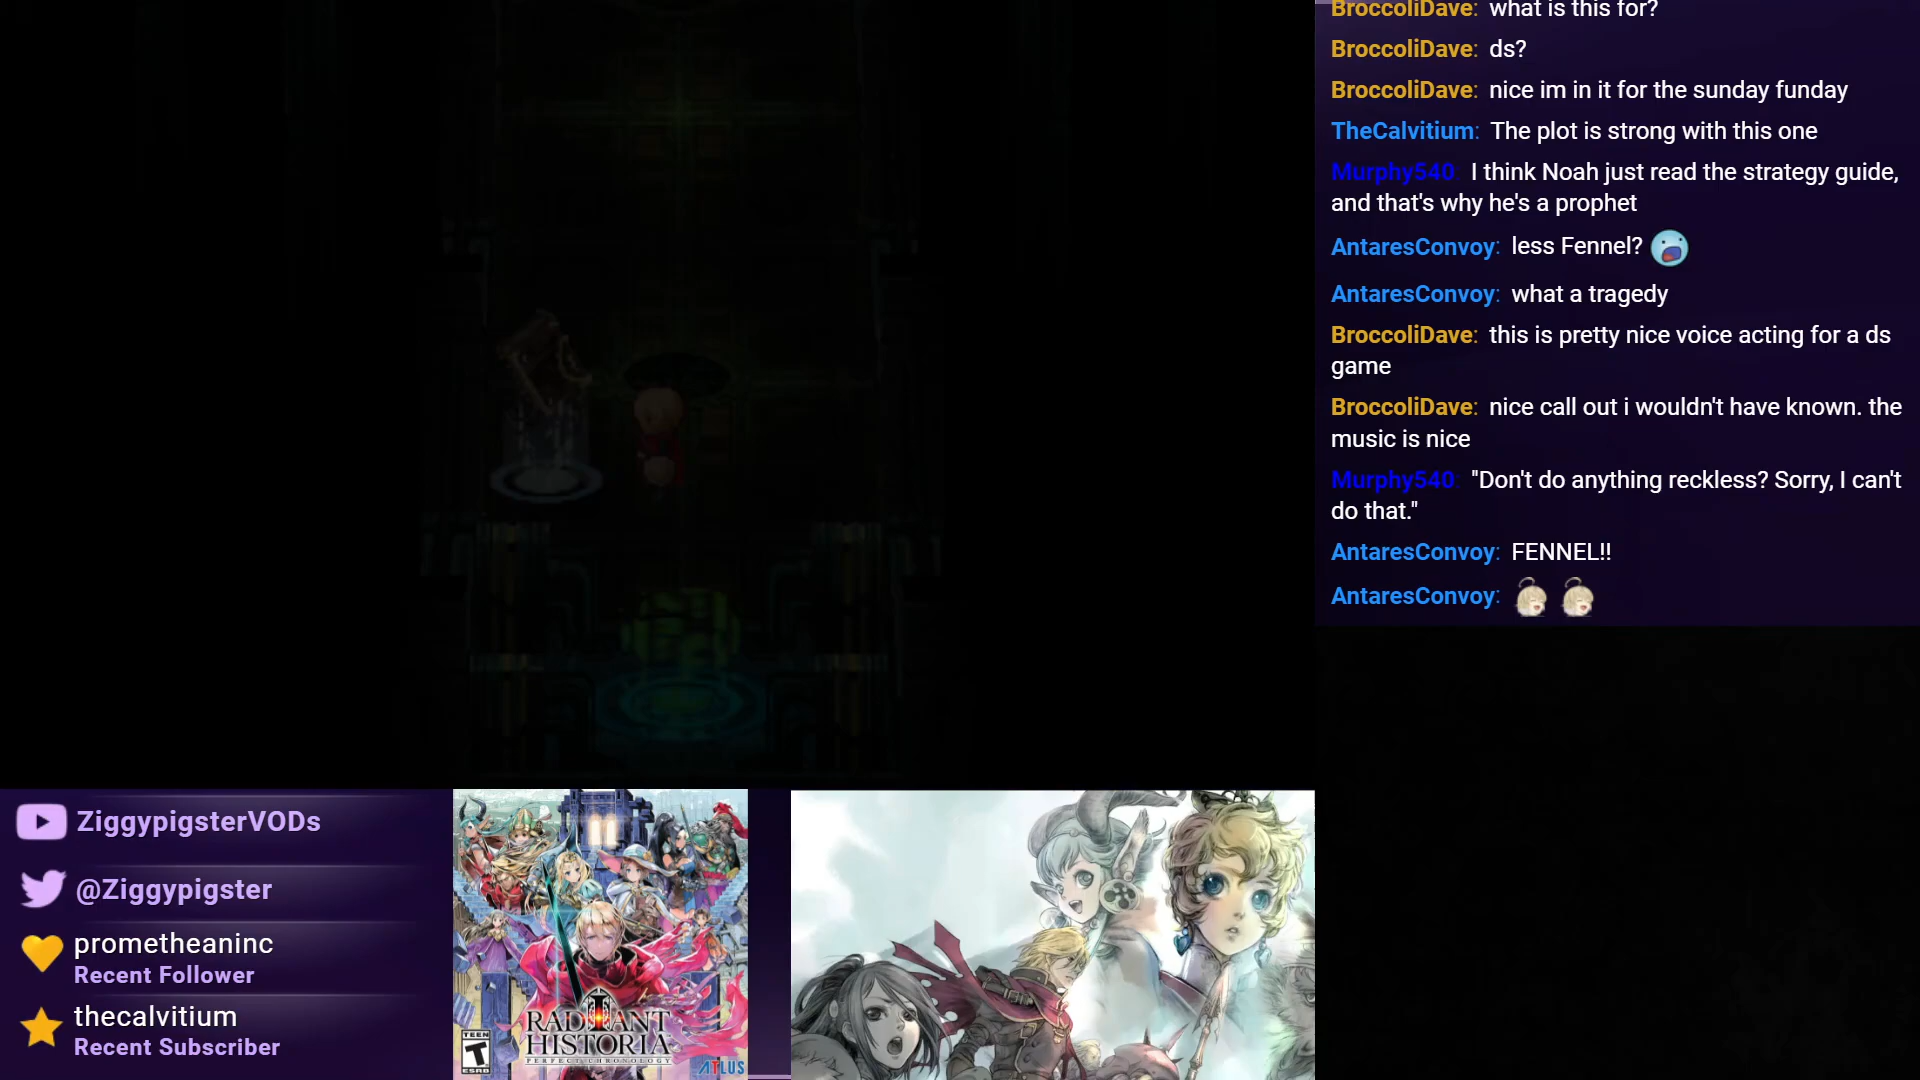 BroccoliDave: what is this for?
BroccoliDave: ds?
BroccoliDave: nice im in it for the sunday funday
TheCalvitium: The plot is strong with this one
Murphy540: I think Noah just read the strategy guide,
and that's why he's a prophet
AntaresConvoy: less Fennel?
AntaresConvoy: what a tragedy
BroccoliDave: this is pretty nice voice acting for a ds
game
BroccoliDave: nice call out i wouldn't have known. the
music is nice
Murphy540: "Don't do anything reckless? Sorry, I can't
do that."
AntaresConvoy: FENNEL!!
AntaresConvoy:
ZiggypigsterVODs
@Ziggypigster
prometheaninc
Recent Follower
thecalvitium
Recent Subscriber
RADIANT
HISTORIA
PERFECT CHRONOLOGY
TEEN
T
ESRB
ATLUS